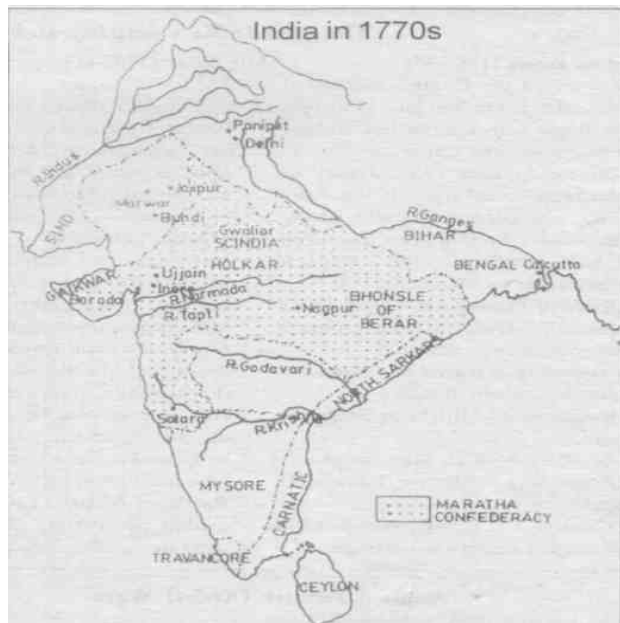 India in 1770s
Panipat
Delhi
R.Indus
Jaipur
Marwar
Bundi
SIND
Gwalior
SCINDIA
R.Ganges
BIHAR
HOLKAR
BENGAL Calcutta
GAIKWAR
Baroda
Ujjain
Indore
R.Narmada
R.Tapti
Nagpur
BHONSLE
OF
BERAR
R.Godavari
NORTH SARKARS
Satara
R.Krishna
MYSORE
CARNATIC
MARATHA
CONFEDERACY
TRAVANCORE
CEYLON